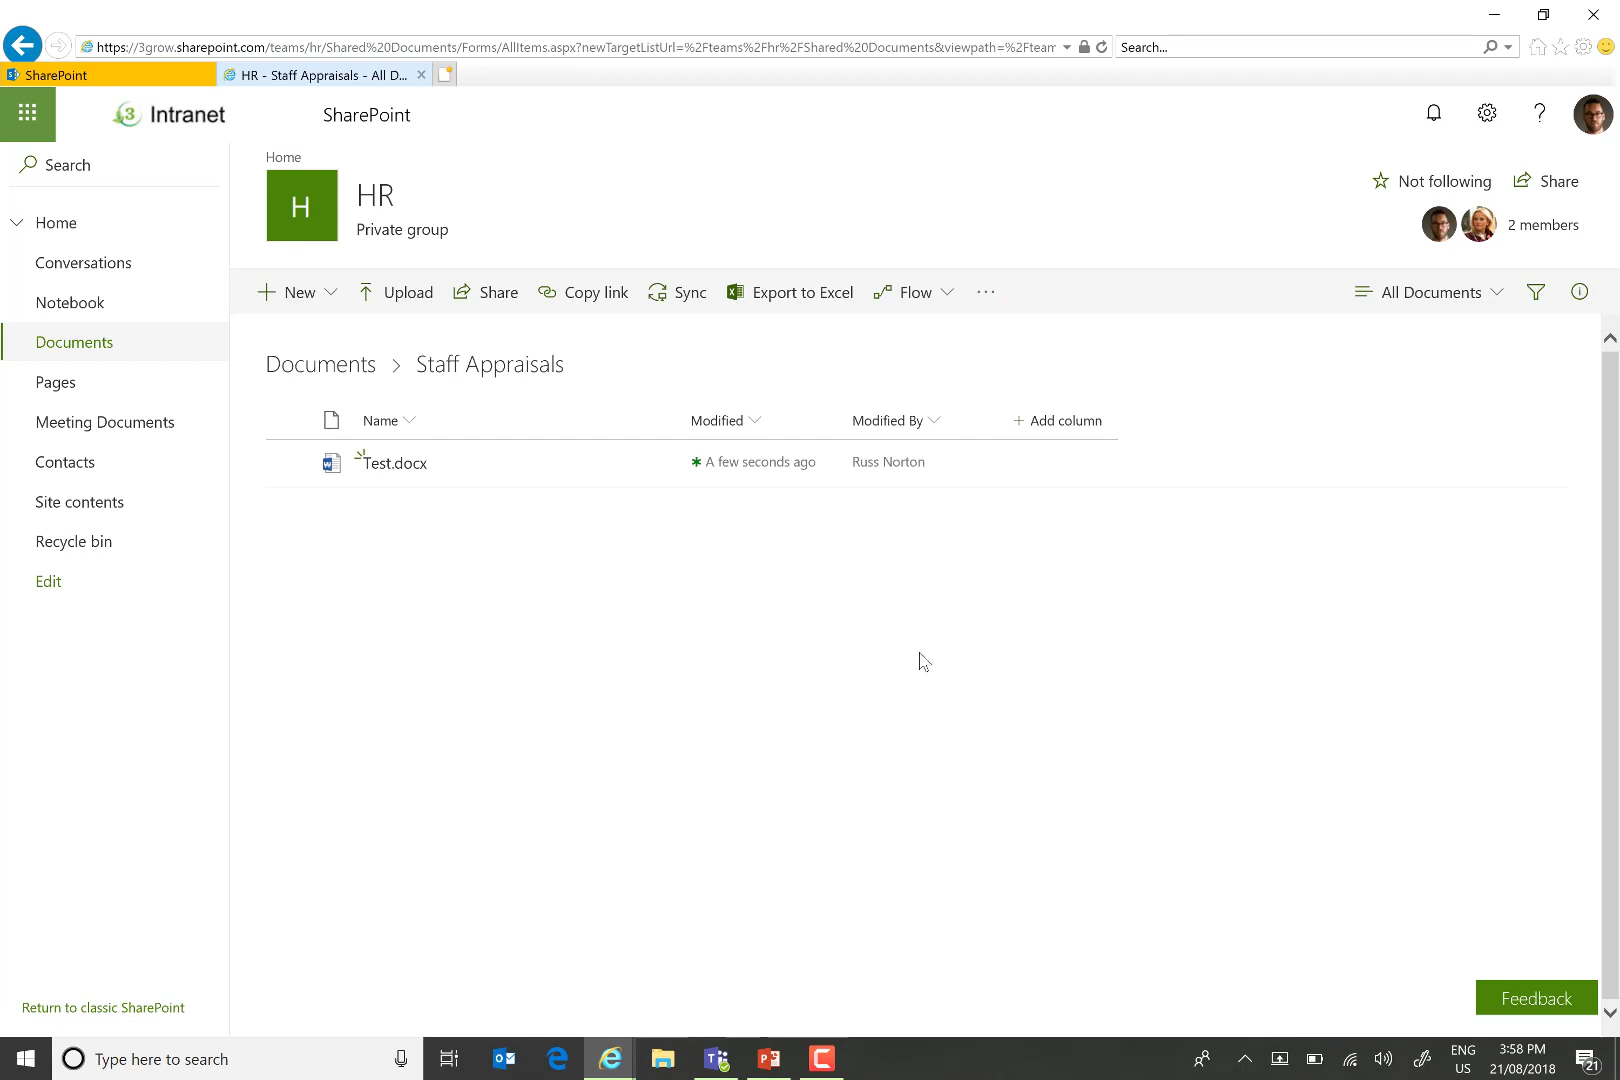 https://3grow.sharepoint.com/teams/hr/Shared%20Documents/Forms/AllItems.aspx?newTargetListUrl=%2Fteams%2Fhr%2FShared%20Documents&viewpath=%2Ftear
Search...
SharePoint
HR - Staff Appraisals - All D...
3 Intranet
SharePoint
Search
Home
HR
H
Private group
Not following
Share
2 members
Home
Conversations
Notebook
Documents
Pages
Meeting Documents
Contacts
Site contents
Recycle bin
Edit
Return to classic SharePoint
New
Upload
Share
Copy link
Sync
Export to Excel
Flow
...
All Documents
Documents > Staff Appraisals
Name
Modified
Modified By
+ Add column
Test.docx
A few seconds ago
Russ Norton
Feedback
Type here to search
ENG
US
3:58 PM
21/08/2018
21